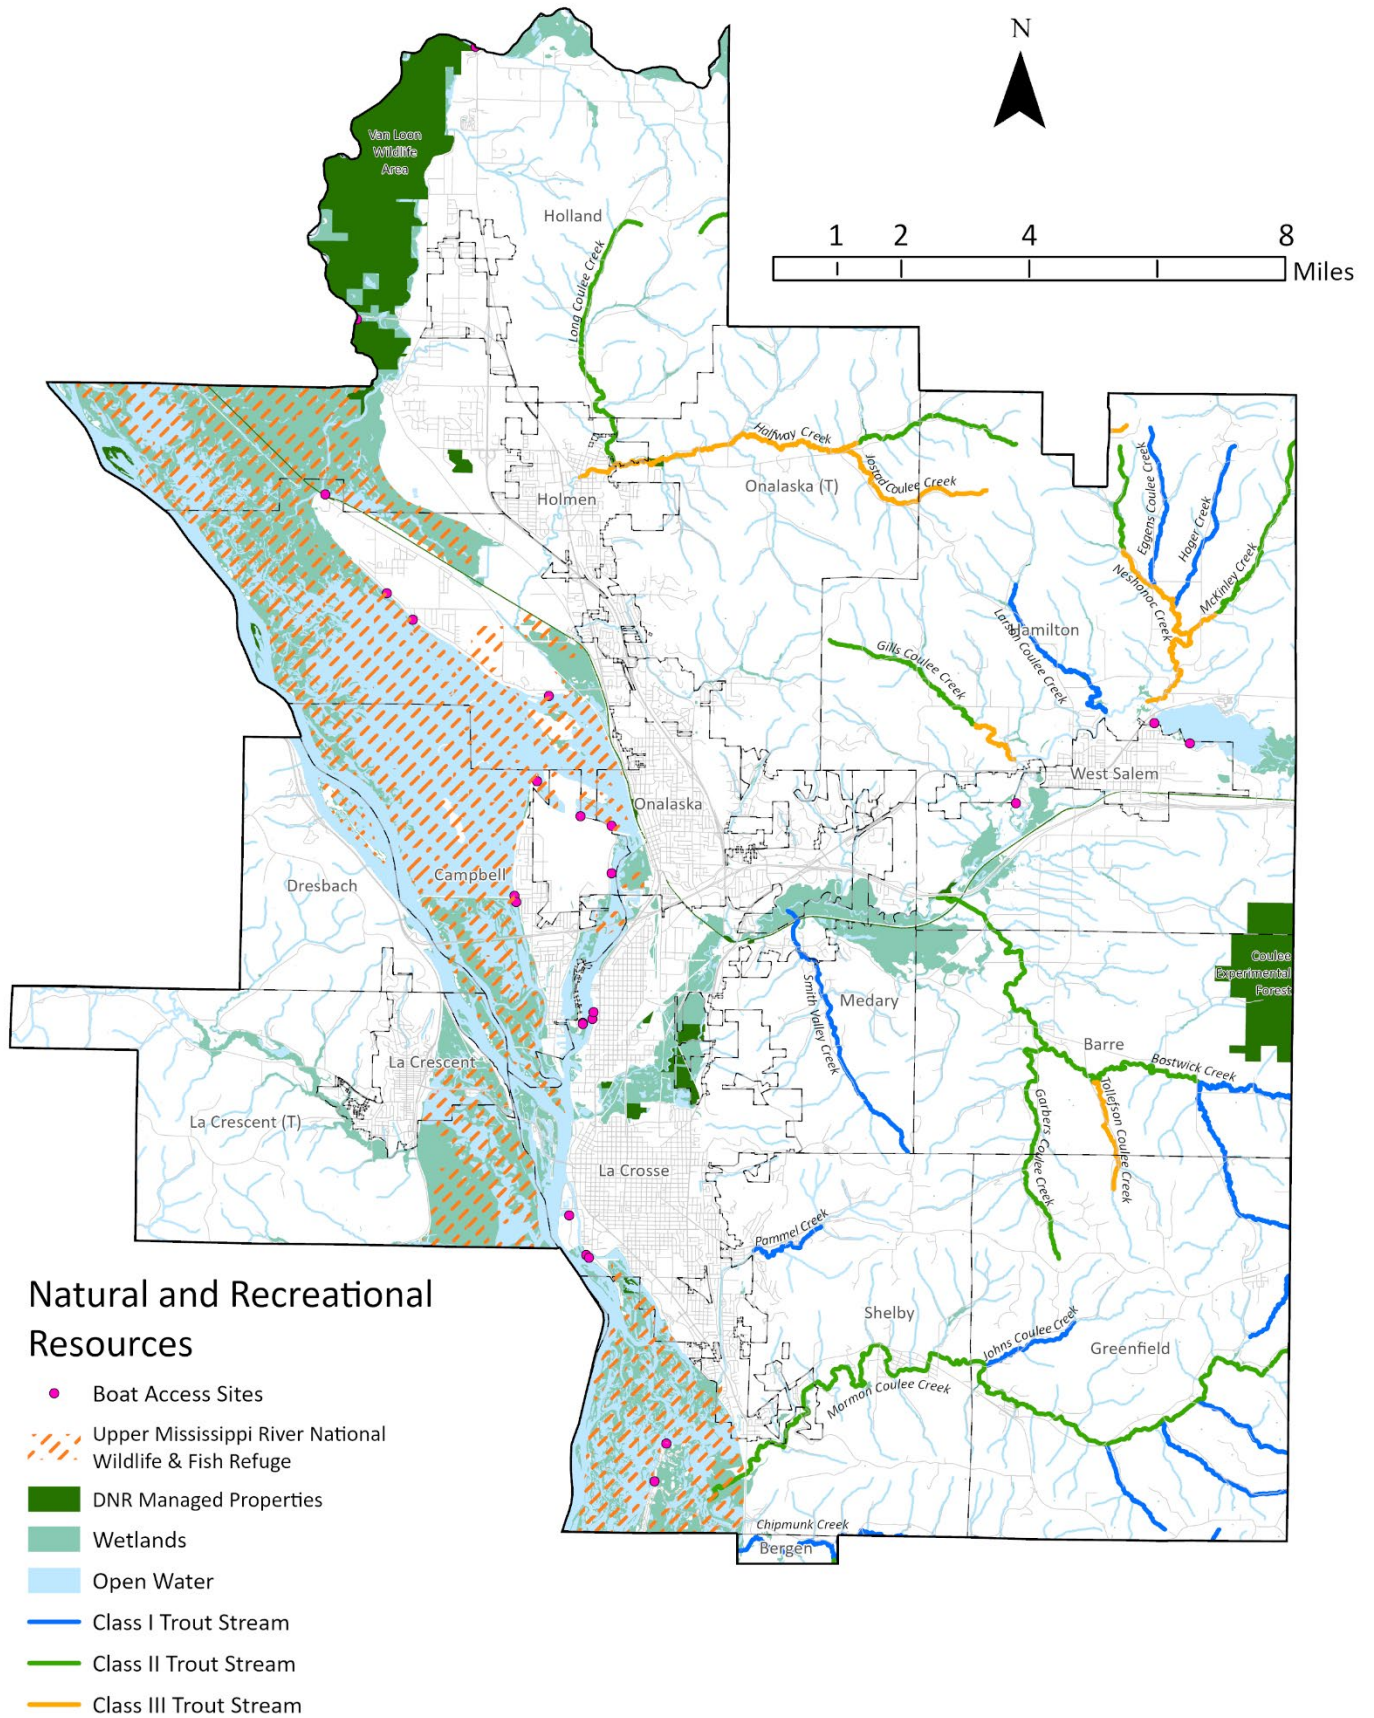 N
Van Loon
Wildlife
Area
Holland
Long Coulee Creek
1 2 4 8
Miles
Halfway Creek
Jostad Coulee Creek
Onalaska (T)
Holmen
Eggens Coulee Creek
Hoger Creek
McKinley Creek
Neshonoc Creek
Hamilton
Larson Coulee Creek
Gills Coulee Creek
West Salem
Onalaska
Campbell
Dresbach
Coulee
Experimental
Forest
Smith Valley Creek
Medary
Barre
Bostwick Creek
La Crescent
La Crescent (T)
Garbers Coulee Creek
Tollefson Coulee Creek
La Crosse
Pammel Creek
Shelby
Johns Coulee Creek
Greenfield
Mormon Coulee Creek
Chipmunk Creek
Bergen
Natural and Recreational
Resources
Boat Access Sites
Upper Mississippi River National
Wildlife & Fish Refuge
DNR Managed Properties
Wetlands
Open Water
Class I Trout Stream
Class II Trout Stream
Class III Trout Stream